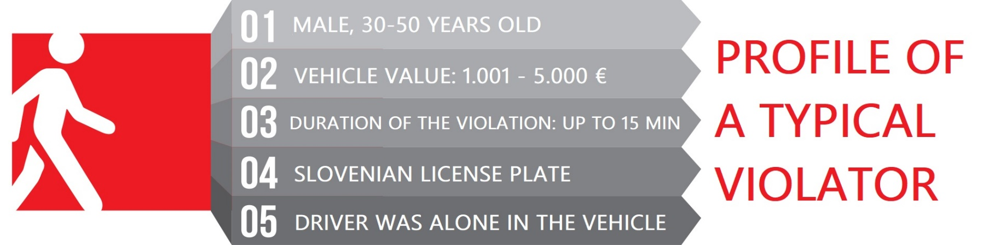 01 MALE, 30-50 YEARS OLD
02 VEHICLE VALUE: 1.001 - 5.000 €
03 DURATION OF THE VIOLATION: UP TO 15 MIN
04 SLOVENIAN LICENSE PLATE
05 DRIVER WAS ALONE IN THE VEHICLE
PROFILE OF
A TYPICAL
VIOLATOR